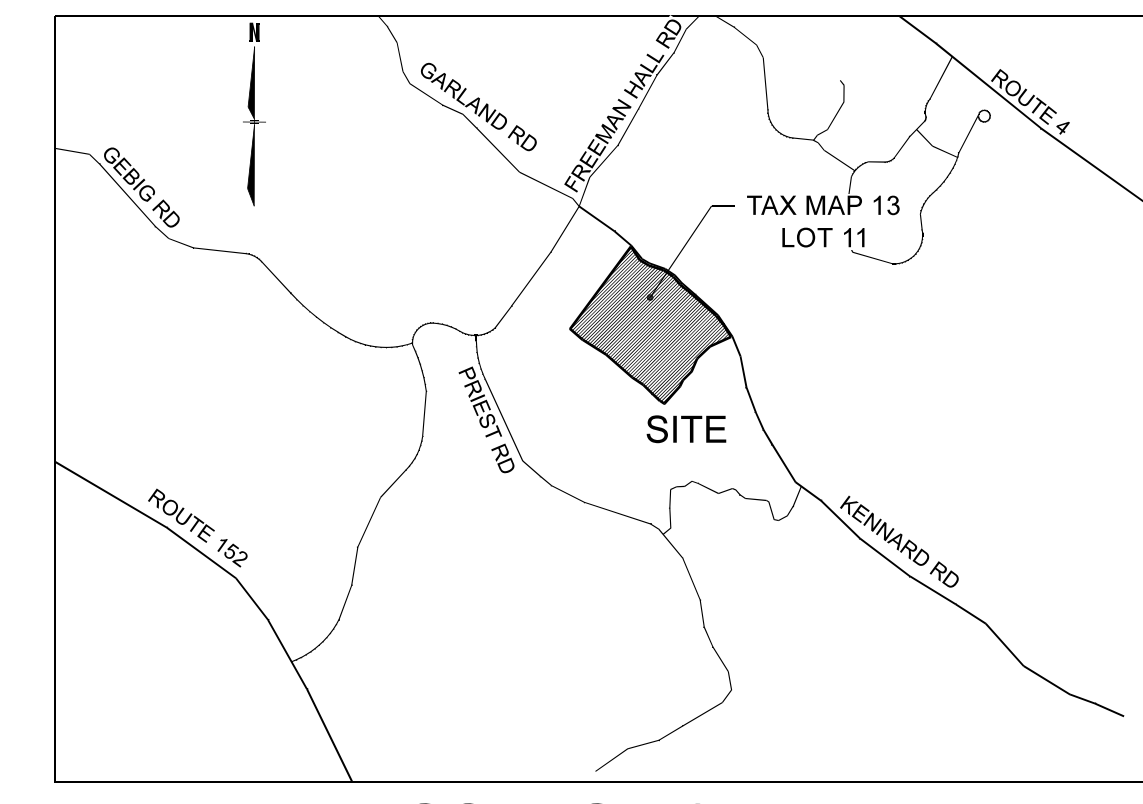 N
GARLAND RD
FREEMAN HALL RD
ROUTE 4
GEBIG RD
TAX MAP 13
LOT 11
PRIEST RD
SITE
ROUTE 152
KENNARD RD